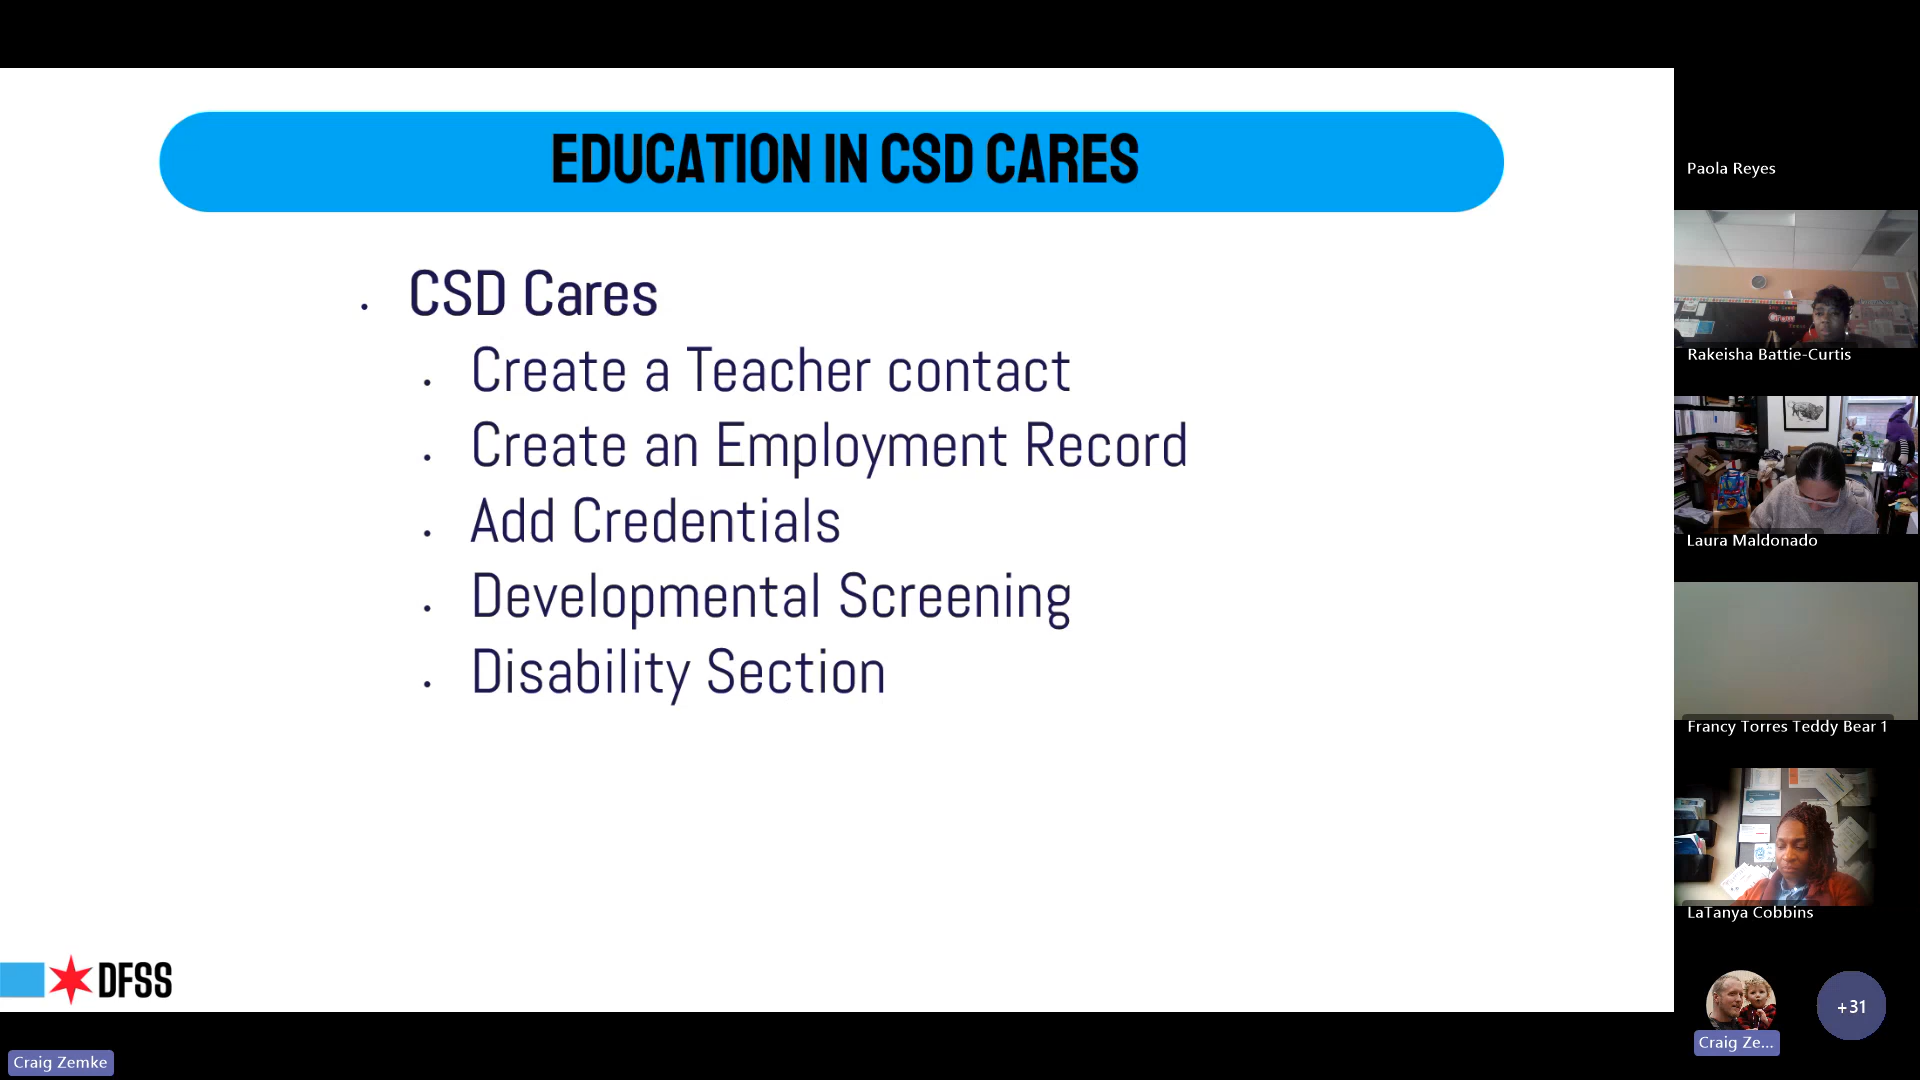 EDUCATION IN CSD CARES
CSD Cares
Create a Teacher contact
Create an Employment Record
Add Credentials
Developmental Screening
Disability Section
DFSS
Craig Zemke
Paola Reyes
Rakeisha Battie-Curtis
Laura Maldonado
Francy Torres Teddy Bear 1
LaTanya Cobbins
Craig Ze...
+31